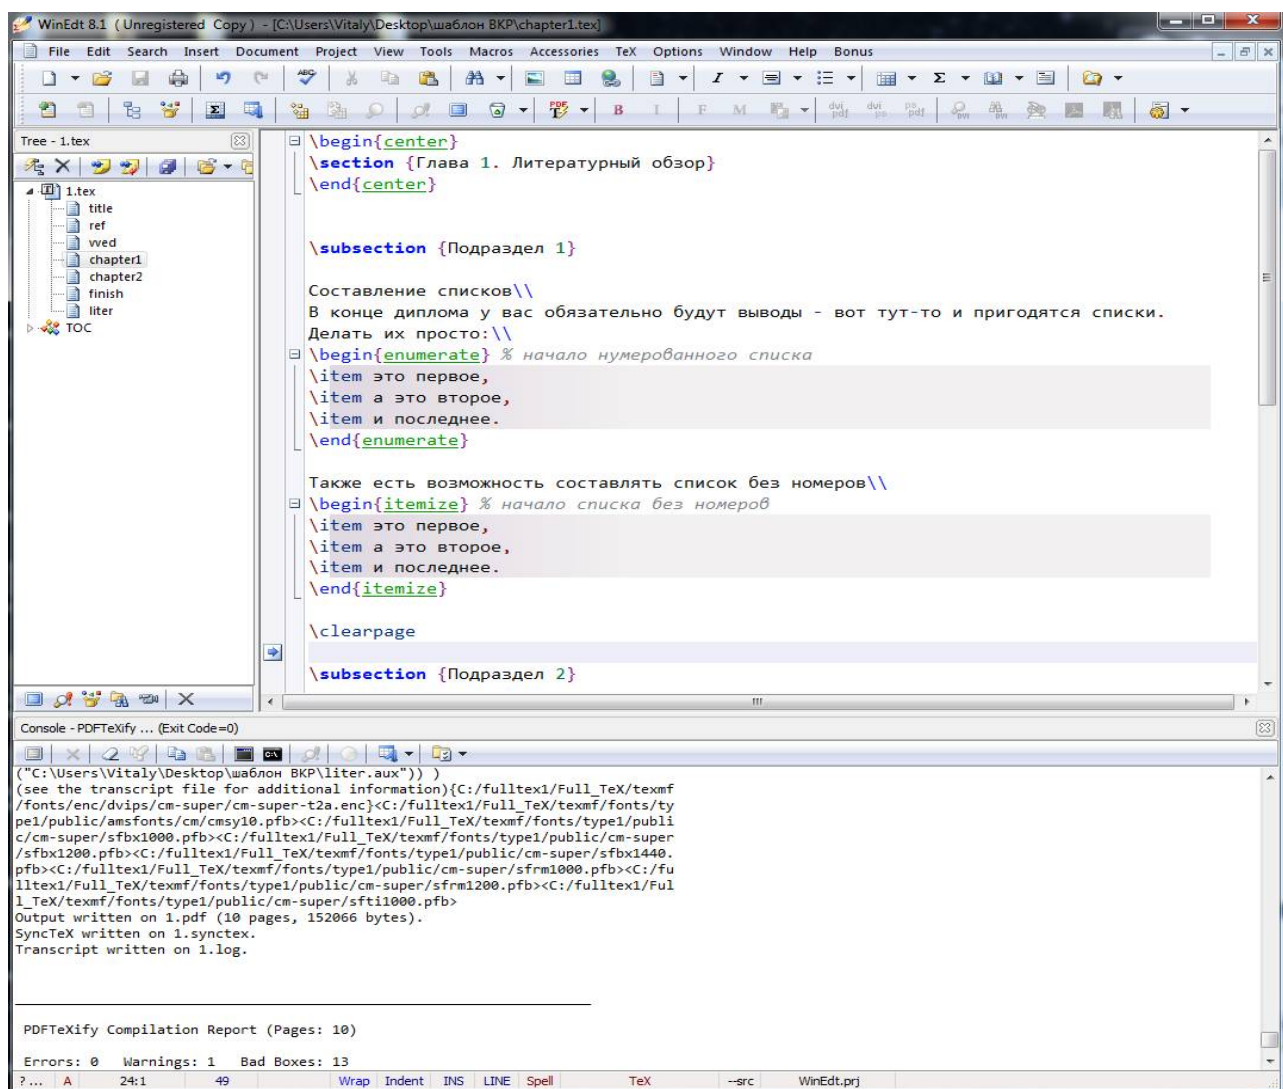 WinEdt 8.1 (Unregistered Copy) - [C:\Users\Vitaly\Desktop\шаблон ВКР\chapter1.tex]
File Edit Search Insert Document Project View Tools Macros Accessories TeX Options Window Help Bonus
Tree - 1.tex
1.tex
title
ref
vved
chapter1
chapter2
finish
liter
TOC
\begin{center}
\section {Глава 1. Литературный обзор}
\end{center}
\subsection {Подраздел 1}
Составление списков\\
В конце диплома у вас обязательно будут выводы - вот тут-то и пригодятся списки.
Делать их просто:\\
\begin{enumerate} % начало нумерованного списка
\item это первое,
\item а это второе,
\item и последнее.
\end{enumerate}
Также есть возможность составлять список без номеров\\
\begin{itemize} % начало списка без номеров
\item это первое,
\item а это второе,
\item и последнее.
\end{itemize}
\clearpage
\subsection {Подраздел 2}
Console - PDFTeXify ... (Exit Code=0)
("C:\Users\Vitaly\Desktop\шаблон ВКР\liter.aux")) )
(see the transcript file for additional information){C:/fulltex1/Full_TeX/texmf
/fonts/enc/dvips/cm-super/cm-super-t2a.enc}<C:/fulltex1/Full_TeX/texmf/fonts/ty
pe1/public/amsfonts/cm/cmsy10.pfb><C:/fulltex1/Full_TeX/texmf/fonts/type1/publi
c/cm-super/sfbx1000.pfb><C:/fulltex1/Full_TeX/texmf/fonts/type1/public/cm-super
/sfbx1200.pfb><C:/fulltex1/Full_TeX/texmf/fonts/type1/public/cm-super/sfbx1440.
pfb><C:/fulltex1/Full_TeX/texmf/fonts/type1/public/cm-super/sfrm1000.pfb><C:/fu
lltex1/Full_TeX/texmf/fonts/type1/public/cm-super/sfrm1200.pfb><C:/fulltex1/Ful
l_TeX/texmf/fonts/type1/public/cm-super/sfti1000.pfb>
Output written on 1.pdf (10 pages, 152066 bytes).
SyncTeX written on 1.synctex.
Transcript written on 1.log.
PDFTeXify Compilation Report (Pages: 10)
Errors: 0 Warnings: 1 Bad Boxes: 13
?... A 24:1 49 Wrap Indent INS LINE Spell TeX --src WinEdt.prj